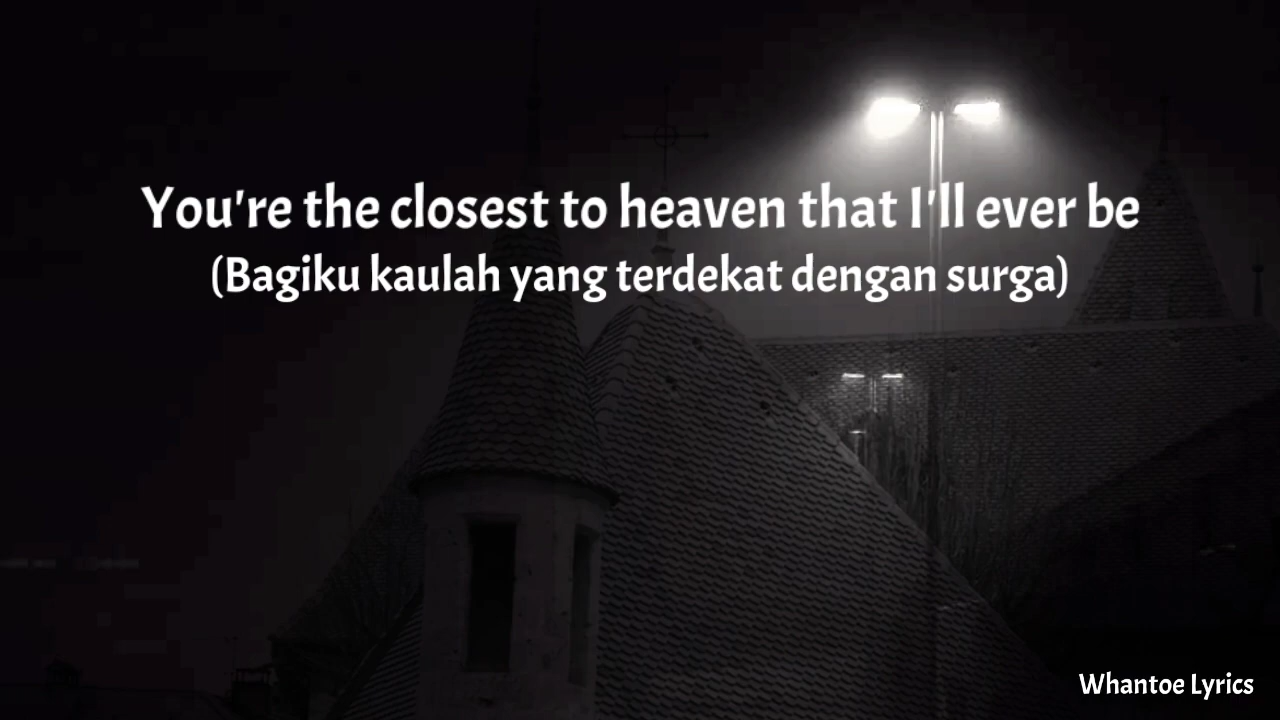 You're the closest to heaven that I'll ever be
(Bagiku kaulah yang terdekat dengan surga)
Whantoe Lyrics